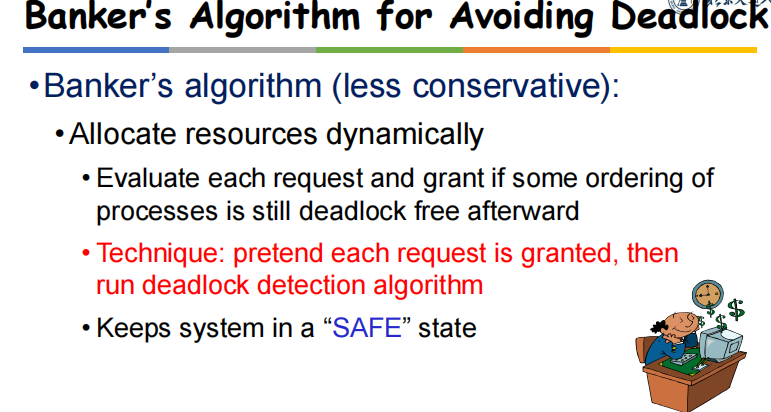 Banker's Algorithm for Avoiding Deadlock
•Banker's algorithm (less conservative):
•Allocate resources dynamically
•Evaluate each request and grant if some ordering of
processes is still deadlock free afterward
•Technique: pretend each request is granted, then
run deadlock detection algorithm
•Keeps system in a “SAFE” state
$
$
$
$
$